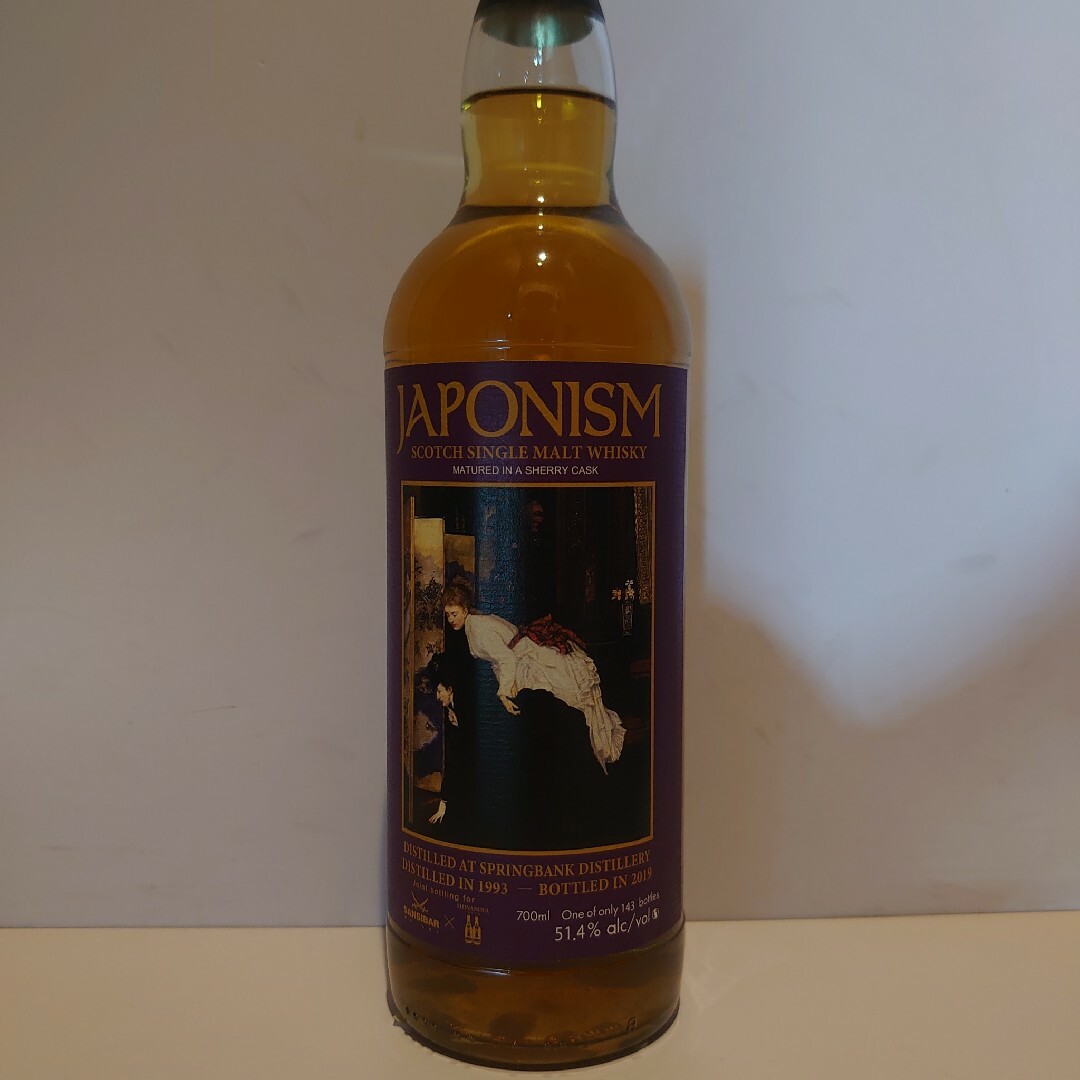 JAPONISM
SCOTCH SINGLE MALT WHISKY
MATURED IN A SHERRY CASK
DISTILLED AT SPRINGBANK DISTILLERY
DISTILLED IN 1993 — BOTTLED IN 2019
Joint bottling for
SANSIBAR X
700ml One of only 143 bottles
51.4% alc/vol